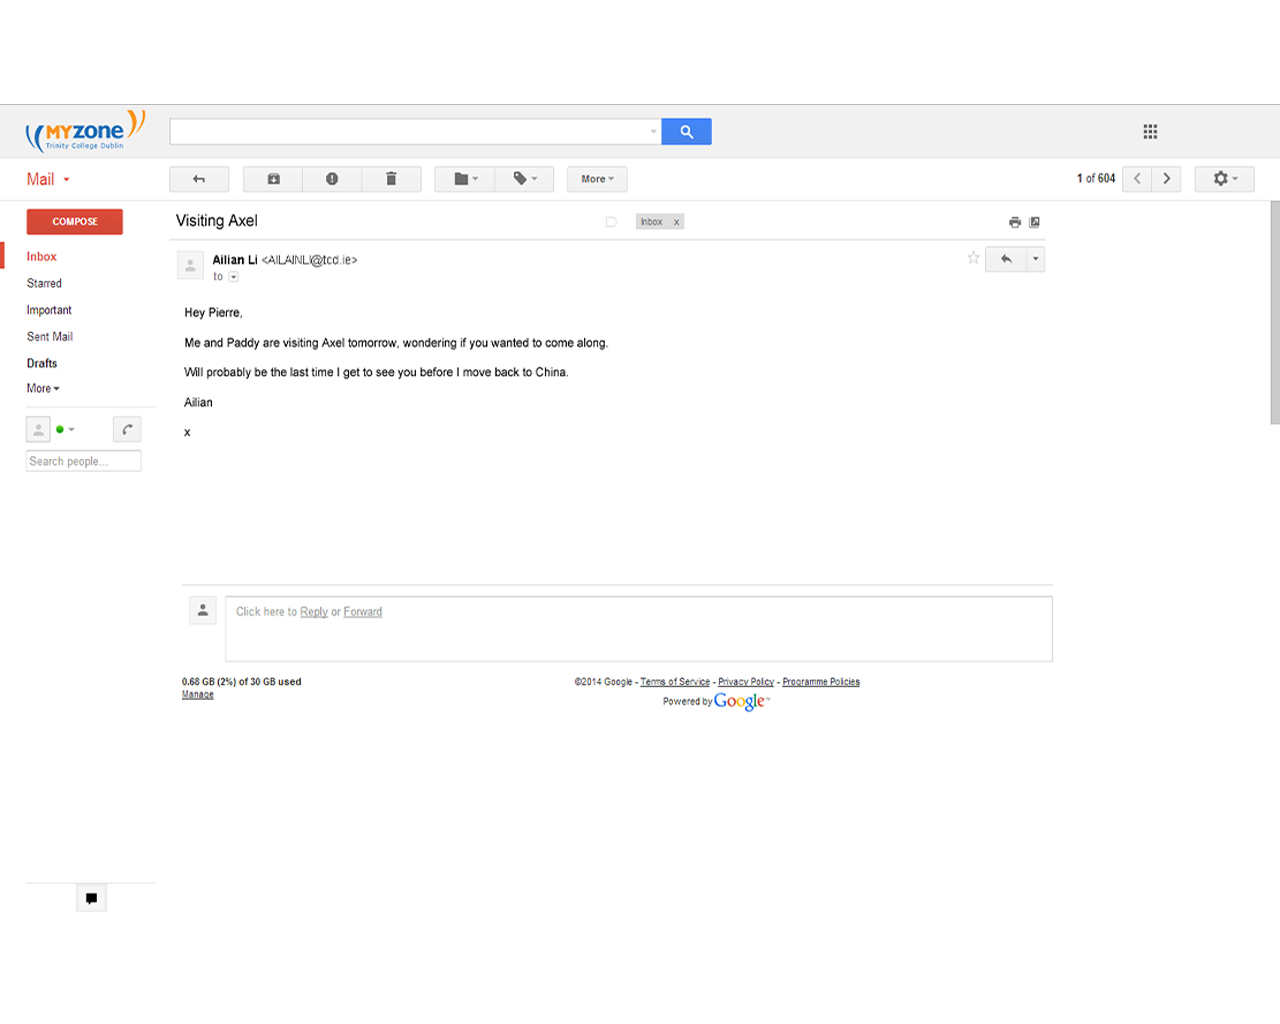 MYZONE
Trinity College Dublin
Mail
More
1 of 604
COMPOSE
Visiting Axel
Inbox x
Inbox
Starred
Important
Sent Mail
Drafts
More
Search people...
Ailian Li <AILAINLI@tcd.ie>
to
Hey Pierre,
Me and Paddy are visiting Axel tomorrow, wondering if you wanted to come along.
Will probably be the last time I get to see you before I move back to China.
Ailian
x
Click here to Reply or Forward
0.68 GB (2%) of 30 GB used
Manage
©2014 Google - Terms of Service - Privacy Policy - Programme Policies
Powered by Google™